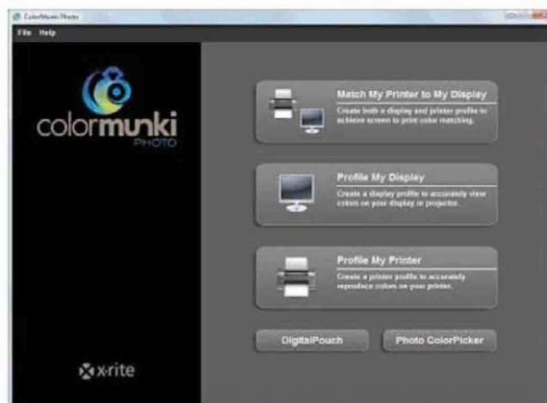 ColorMunki Photo
File Help
colormunki
PHOTO
x·rite
Match My Printer to My Display
Create both a display and printer profile to
achieve screen to print color matching.
Profile My Display
Create a display profile to accurately view
colors on your display or projector.
Profile My Printer
Create a printer profile to accurately
reproduce colors on your printer.
DigitalPouch Photo ColorPicker